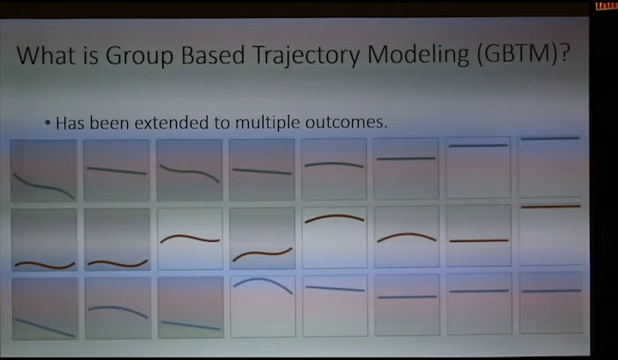 What is Group Based Trajectory Modeling (GBTM)?
• Has been extended to multiple outcomes.